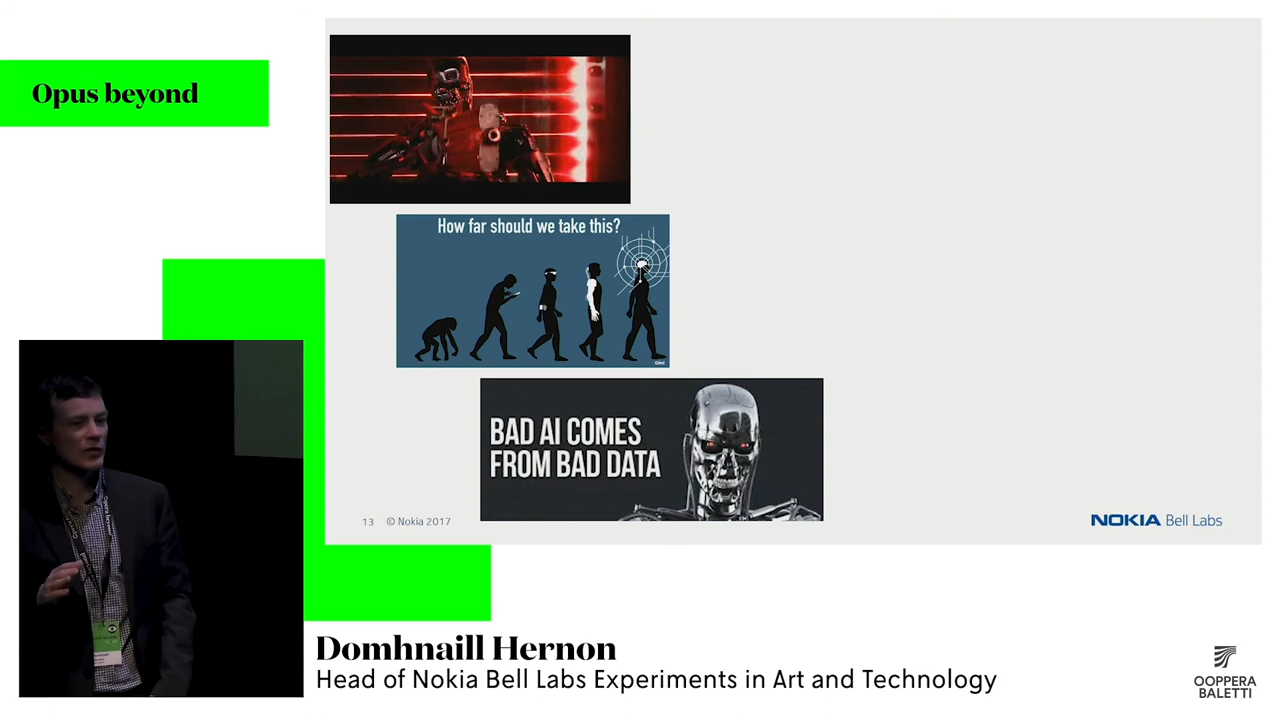 Opus beyond
How far should we take this?
BAD AI COMES
FROM BAD DATA
13 © Nokia 2017
NOKIA Bell Labs
Domhnaill Hernon
Head of Nokia Bell Labs Experiments in Art and Technology
OOPPERA
BALETTI